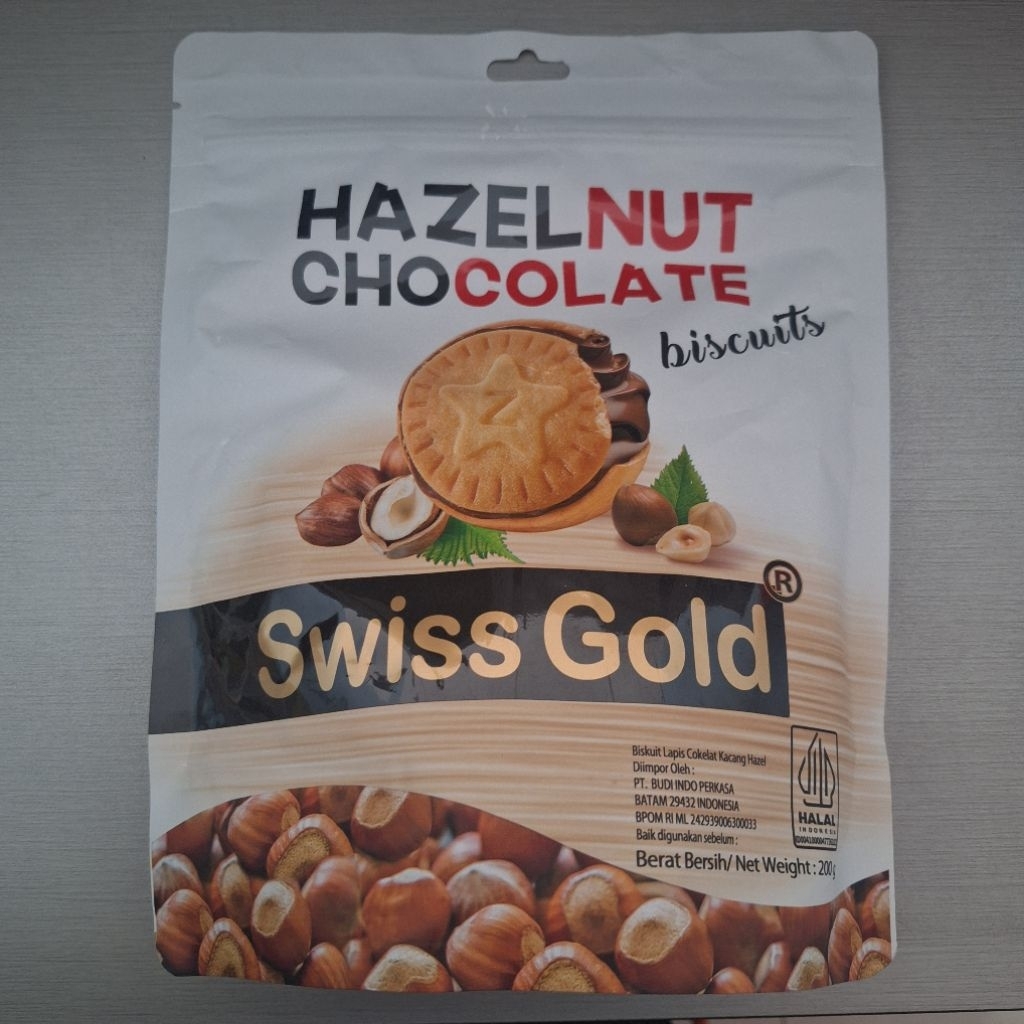 HAZELNUT
CHOCOLATE
biscuits
Z
Swiss Gold ®
Biskuit Lapis Cokelat Kacang Hazel
Diimpor Oleh :
PT. BUDI INDO PERKASA
BATAM 29432 INDONESIA
BPOM RI ML 242939006300033
Baik digunakan sebelum :
Berat Bersih/ Net Weight : 200 g
HALAL
INDONESIA